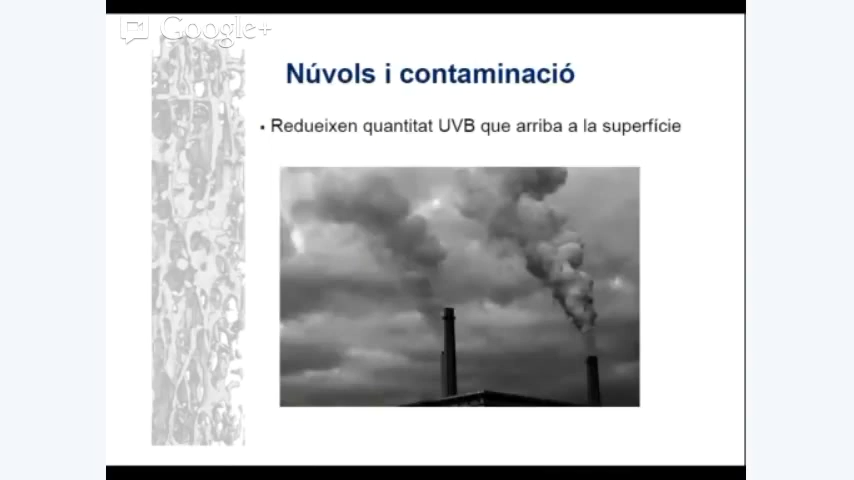 Google+
Núvols i contaminació
• Redueixen quantitat UVB que arriba a la superfície